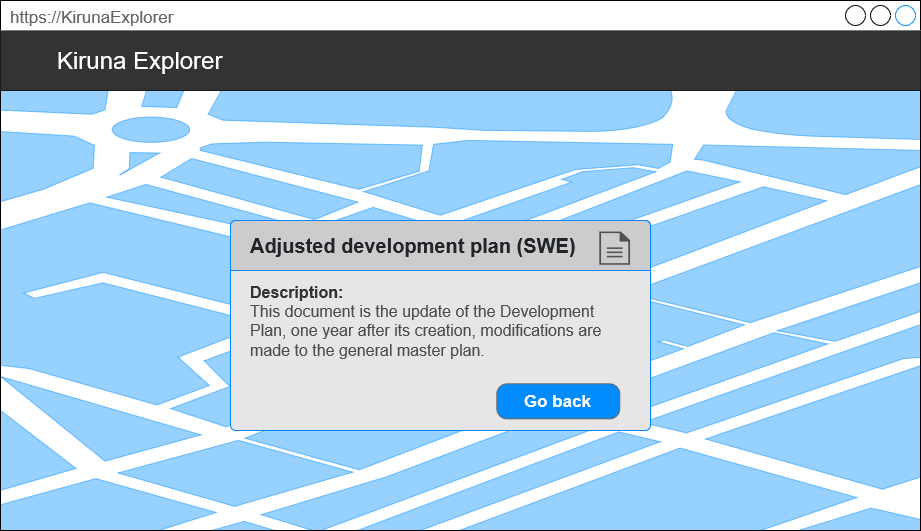 https://KirunaExplorer
Kiruna Explorer
Adjusted development plan (SWE)
Description:
This document is the update of the Development
Plan, one year after its creation, modifications are
made to the general master plan.
Go back